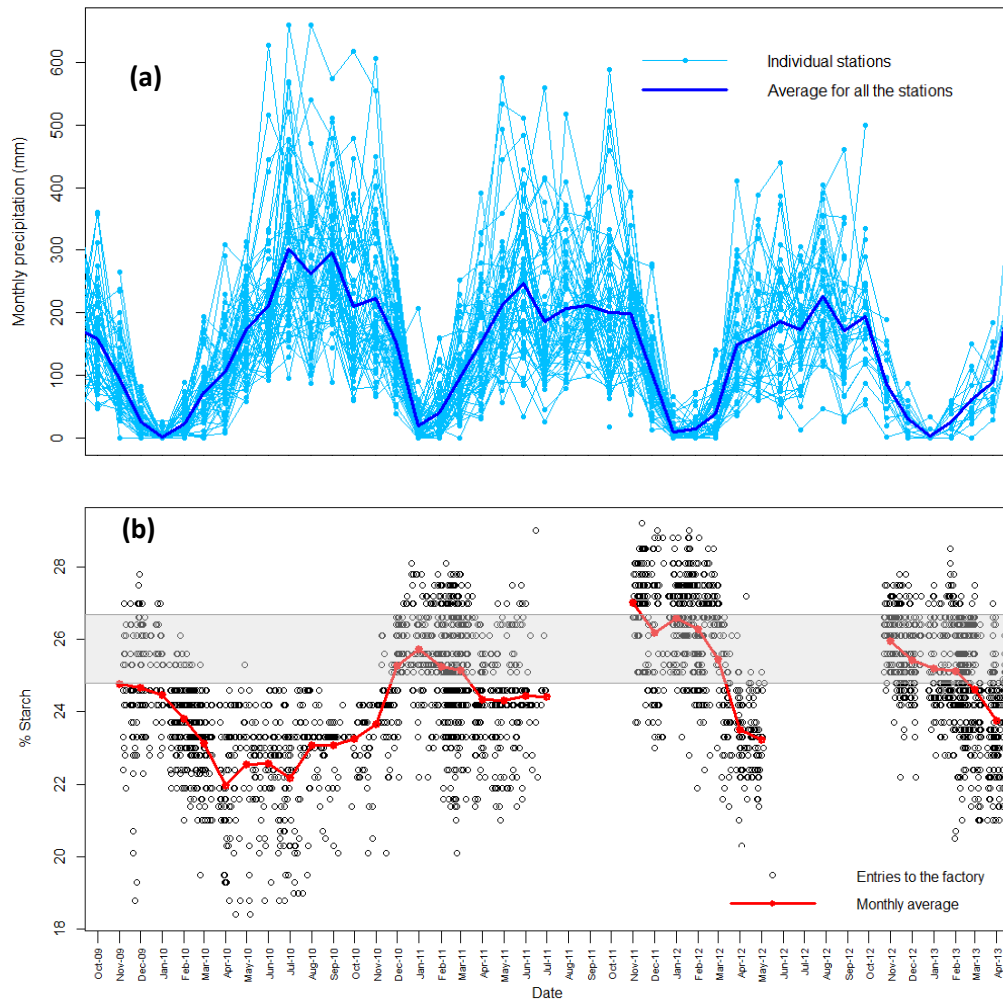 (a)
Individual stations
Average for all the stations
Monthly precipitation (mm)
600
500
400
300
200
100
0
(b)
% Starch
28
26
24
22
20
18
Entries to the factory
Monthly average
Oct-09
Nov-09
Dec-09
Jan-10
Feb-10
Mar-10
Apr-10
May-10
Jun-10
Jul-10
Aug-10
Sep-10
Oct-10
Nov-10
Dec-10
Jan-11
Feb-11
Mar-11
Apr-11
May-11
Jun-11
Jul-11
Aug-11
Sep-11
Oct-11
Nov-11
Dec-11
Jan-12
Feb-12
Mar-12
Apr-12
May-12
Jun-12
Jul-12
Aug-12
Sep-12
Oct-12
Nov-12
Dec-12
Jan-13
Feb-13
Mar-13
Apr-13
Date